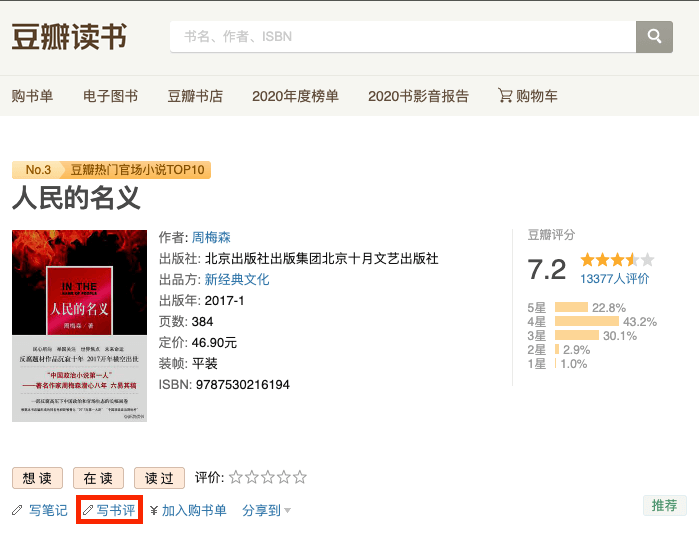 豆瓣读书
书名、作者、ISBN
购书单 电子图书 豆瓣书店 2020年度榜单 2020书影音报告 购物车
No.3 豆瓣热门官场小说TOP10
人民的名义
IN THE
NAME OF PEOPLE
人民的名义
周梅森 / 著
反腐题材作品沉寂十年 2017开年横空出世
“中国政治小说第一人”
——著名作家周梅森潜心八年 六易其稿
作者: 周梅森
出版社: 北京出版社出版集团北京十月文艺出版社
出品方: 新经典文化
出版年: 2017-1
页数: 384
定价: 46.90元
装帧: 平装
ISBN: 9787530216194
豆瓣评分
7.2
13377人评价
5星 22.8%
4星 43.2%
3星 30.1%
2星 2.9%
1星 1.0%
想读 在读 读过 评价:
写笔记 写书评 ¥ 加入购书单 分享到
推荐